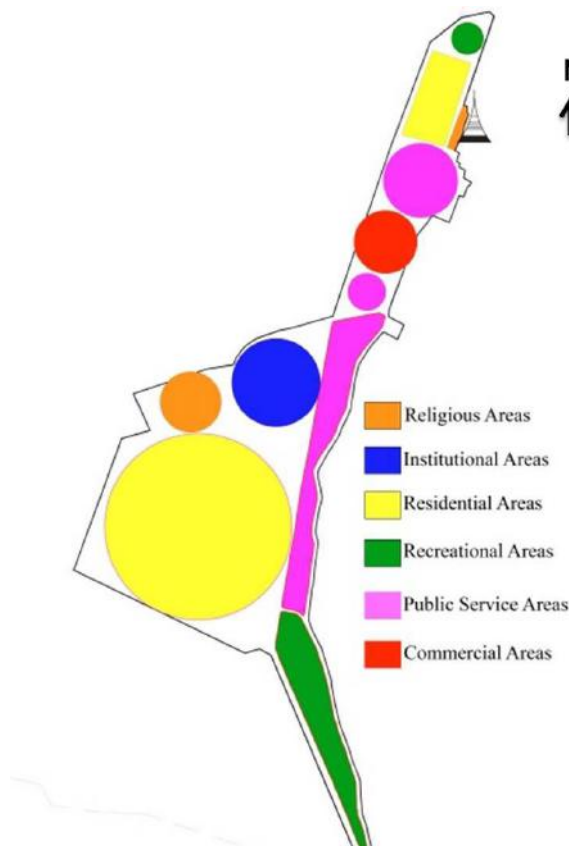 Religious Areas
Institutional Areas
Residential Areas
Recreational Areas
Public Service Areas
Commercial Areas